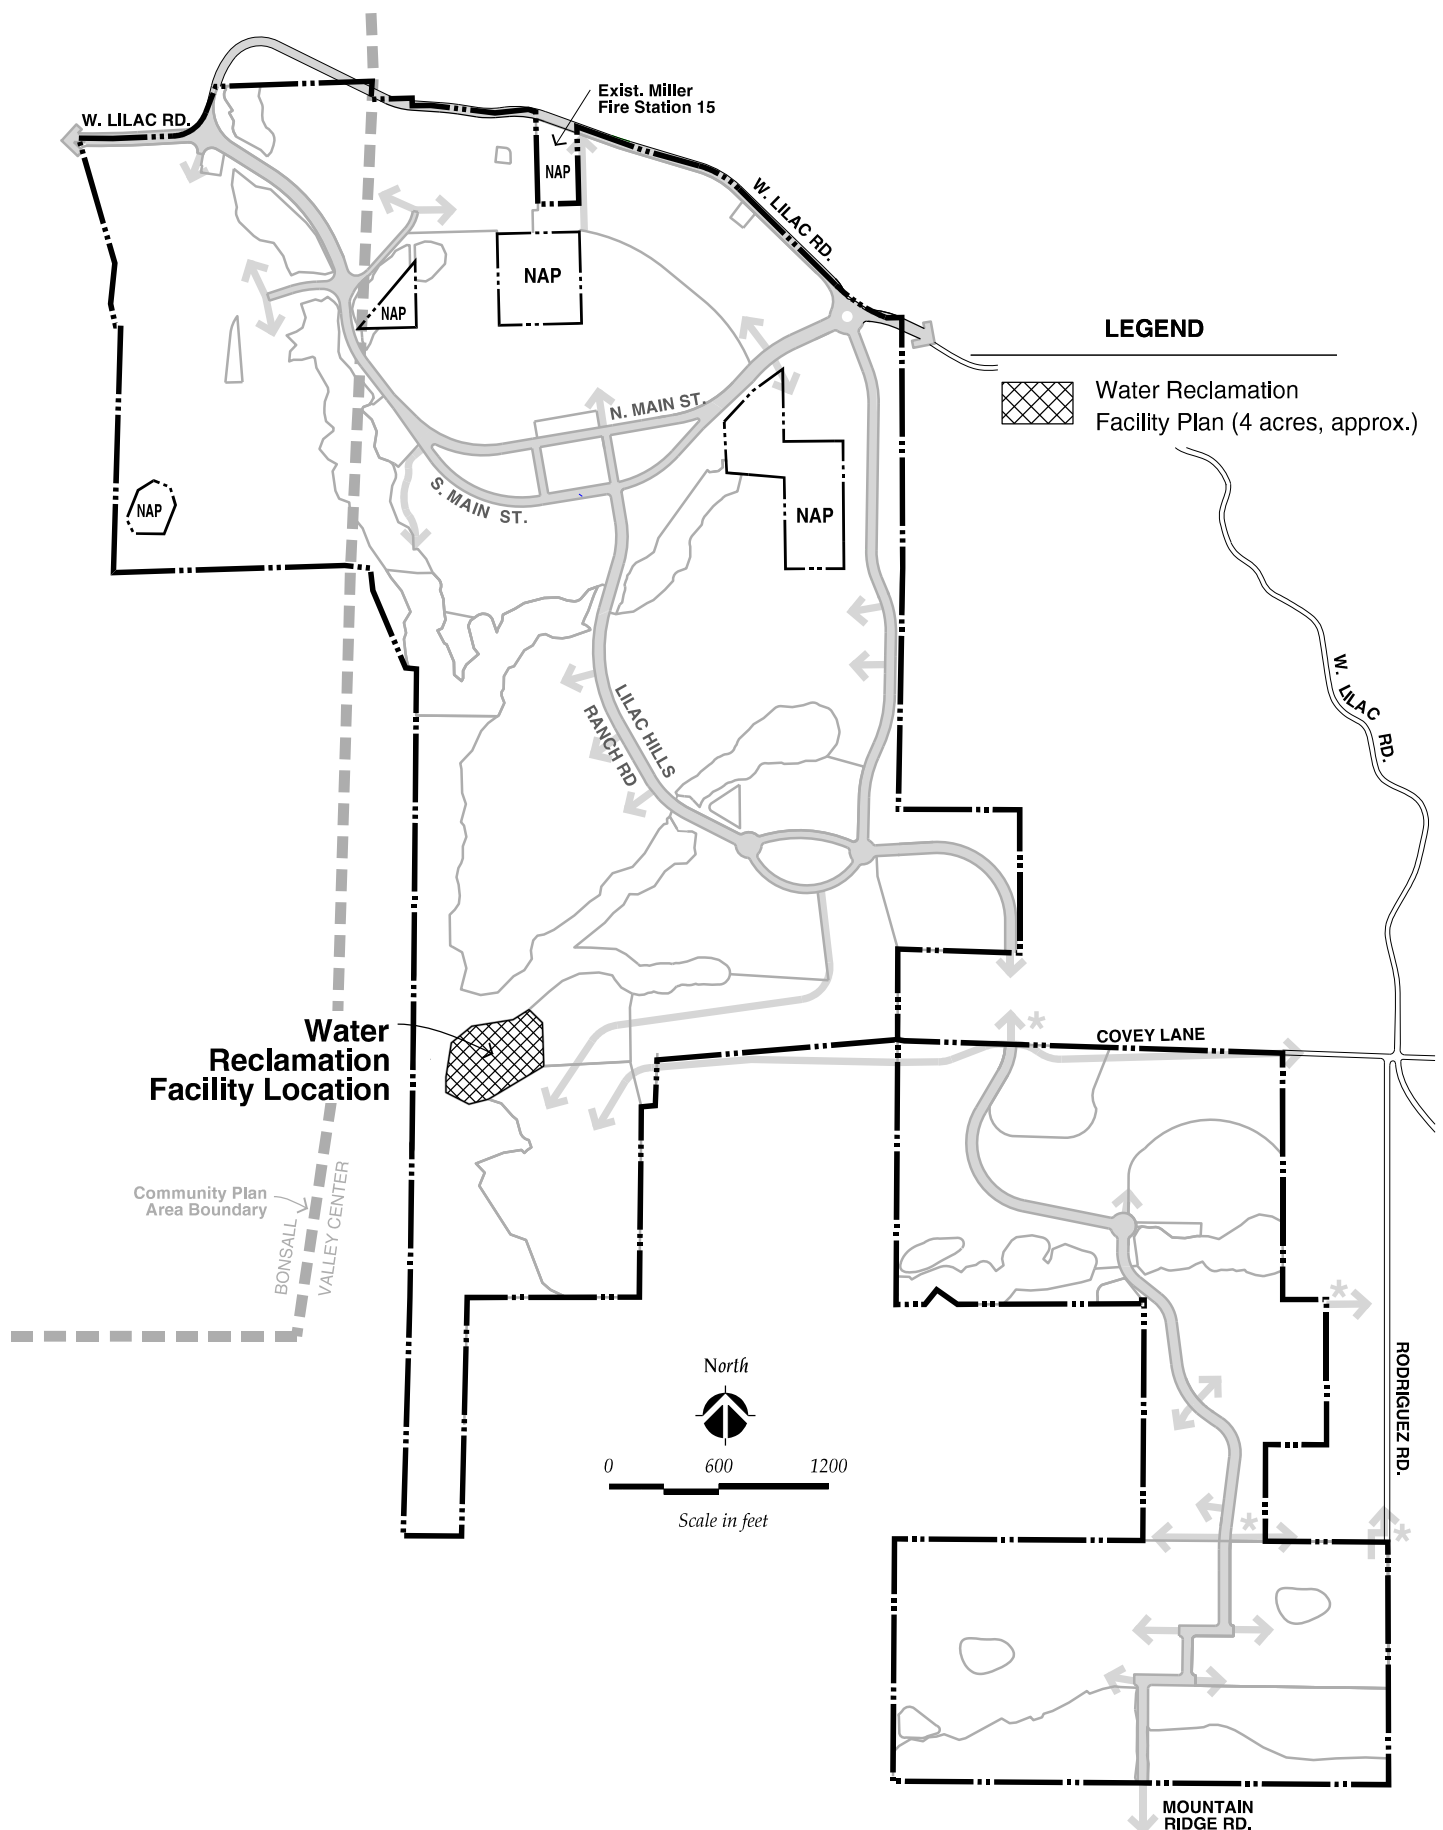 Exist. Miller
Fire Station 15
W. LILAC RD.
NAP
W. LILAC RD.
NAP
NAP
LEGEND
Water Reclamation
Facility Plan (4 acres, approx.)
N. MAIN ST.
S. MAIN ST.
NAP
NAP
W. LILAC RD.
LILAC HILLS
RANCH RD
Water
Reclamation
Facility Location
*
COVEY LANE
Community Plan
Area Boundary
BONSALL
VALLEY CENTER
*
RODRIGUEZ RD.
North
0 600 1200
Scale in feet
*
*
MOUNTAIN
RIDGE RD.